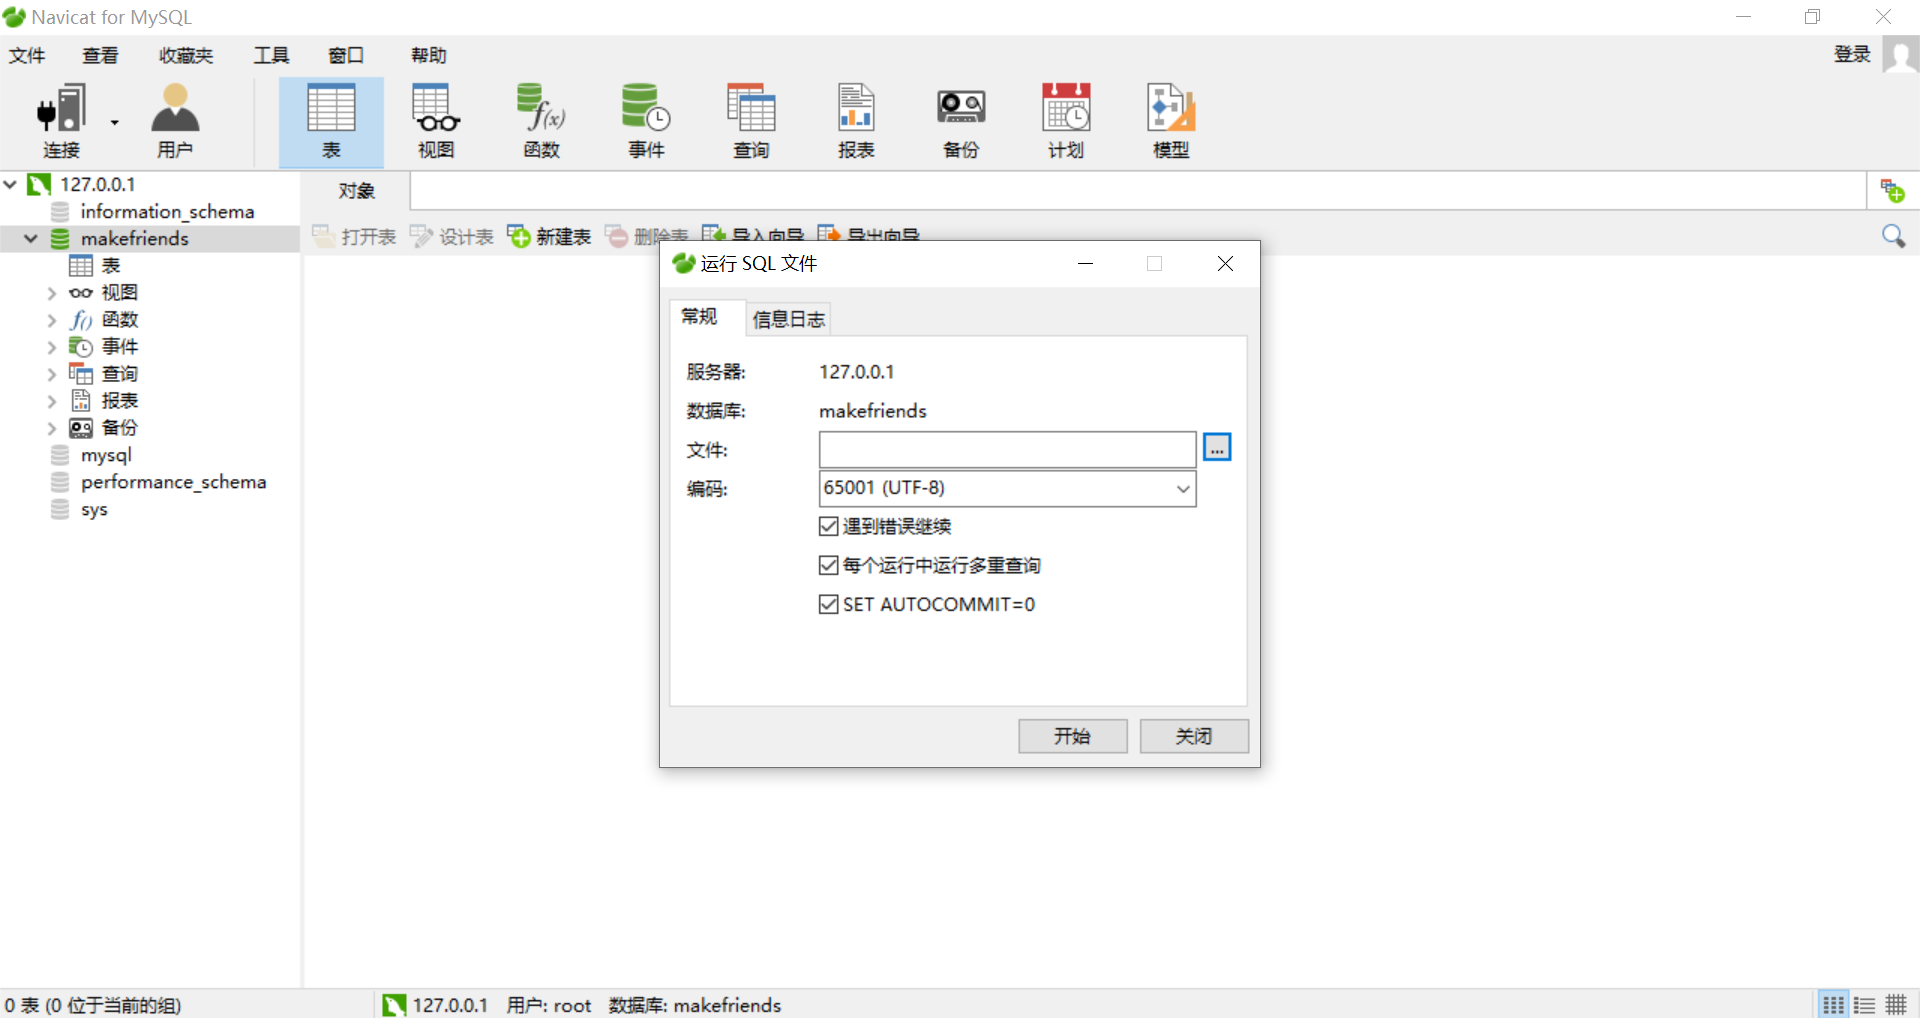 Navicat for MySQL
文件 查看 收藏夹 工具 窗口 帮助 登录
连接 用户 表 视图 函数 事件 查询 报表 备份 计划 模型
127.0.0.1
information_schema
makefriends
表
视图
函数
事件
查询
报表
备份
mysql
performance_schema
sys
对象
打开表 设计表 新建表 删除表 导入向导 导出向导
运行 SQL 文件
常规 信息日志
服务器: 127.0.0.1
数据库: makefriends
文件: ...
编码: 65001 (UTF-8)
遇到错误继续
每个运行中运行多重查询
SET AUTOCOMMIT=0
开始 关闭
0 表 (0 位于当前的组) 127.0.0.1 用户: root 数据库: makefriends